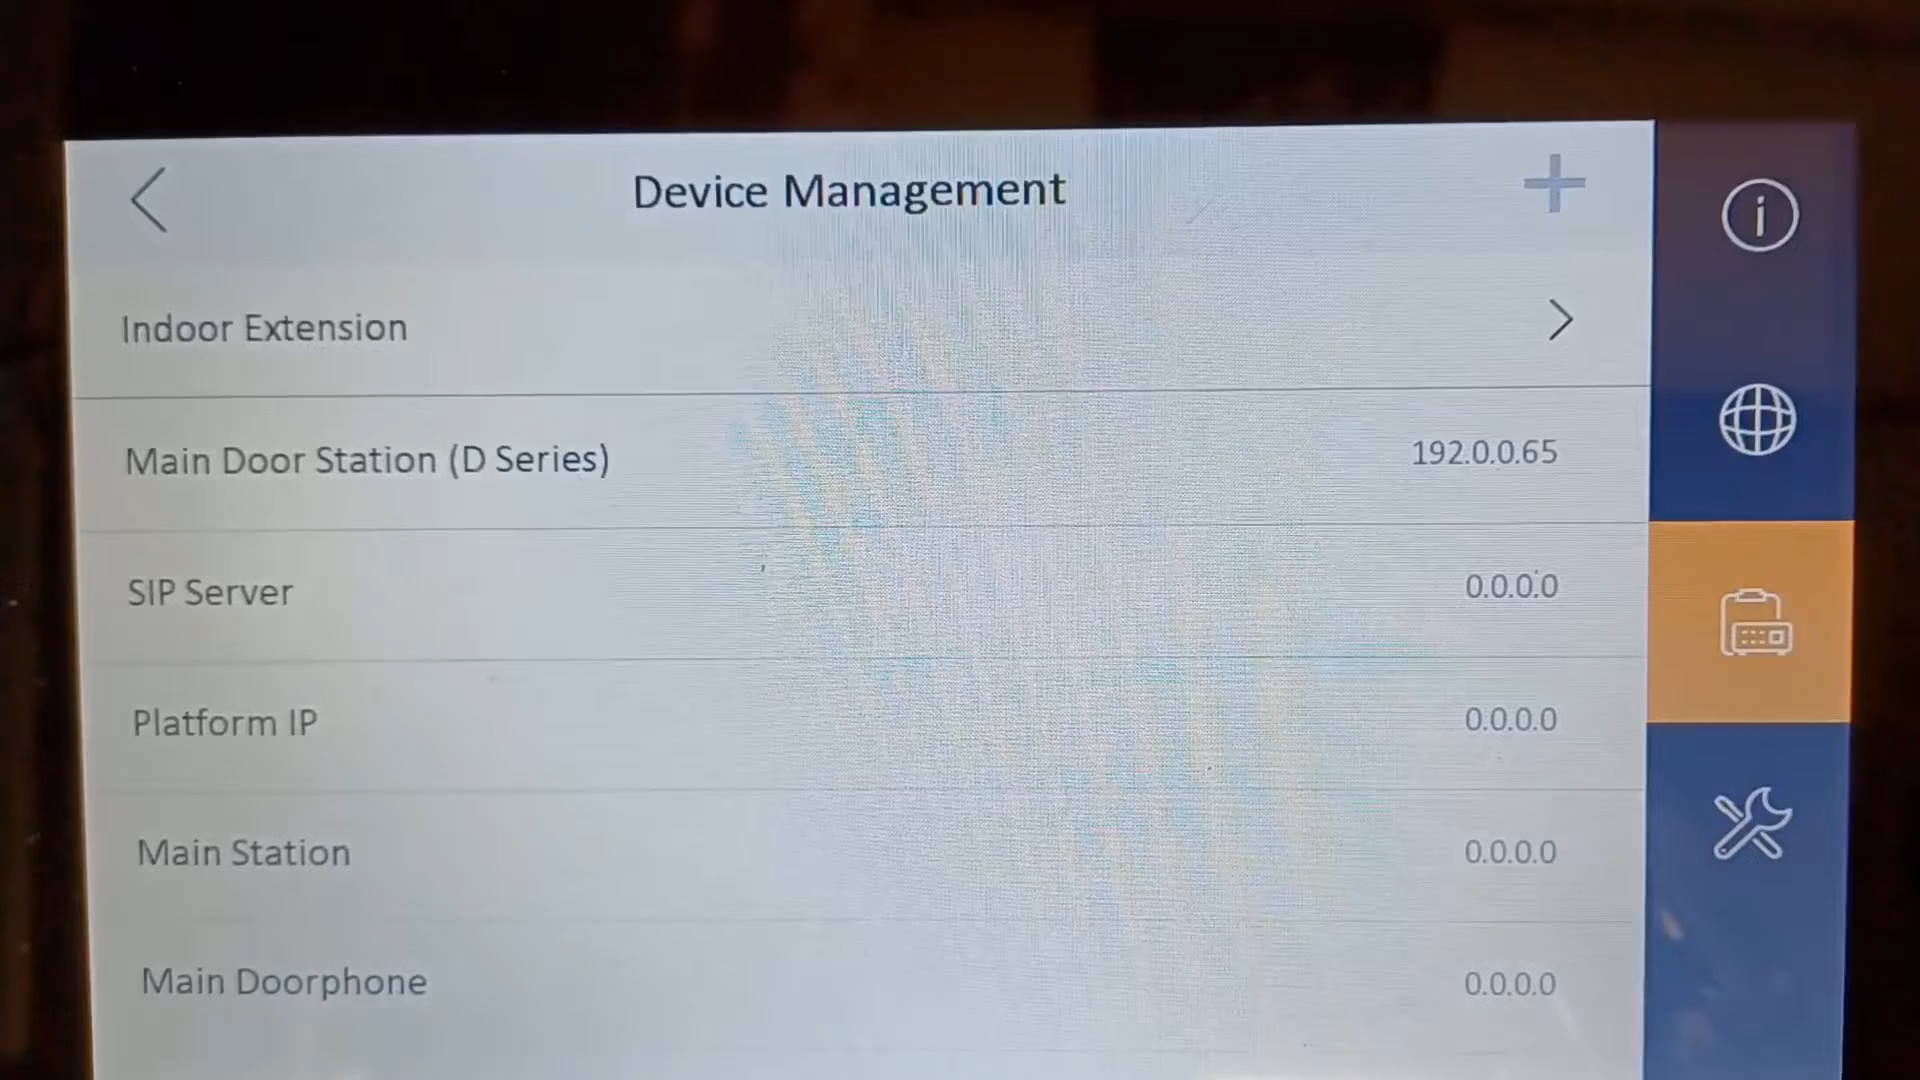 Device Management
Indoor Extension
Main Door Station (D Series) 192.0.0.65
SIP Server 0.0.0.0
Platform IP 0.0.0.0
Main Station 0.0.0.0
Main Doorphone 0.0.0.0